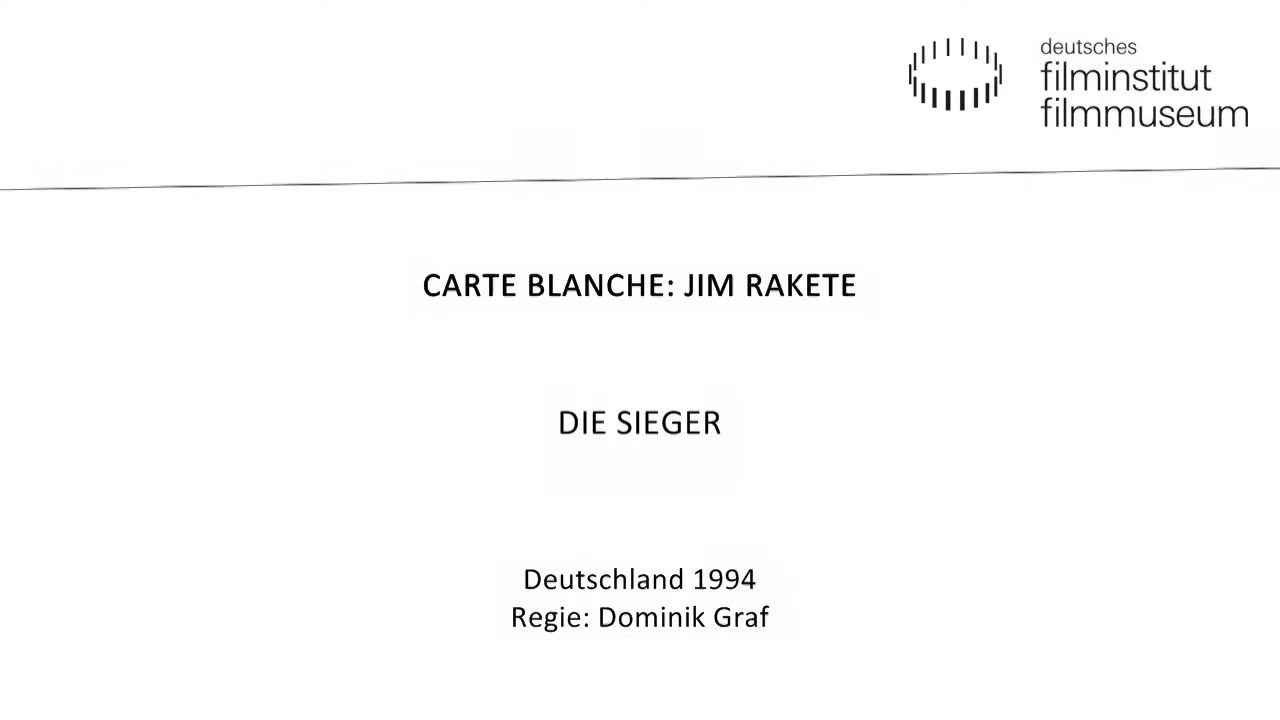 deutsches
filminstitut
filmmuseum
CARTE BLANCHE: JIM RAKETE
DIE SIEGER
Deutschland 1994
Regie: Dominik Graf